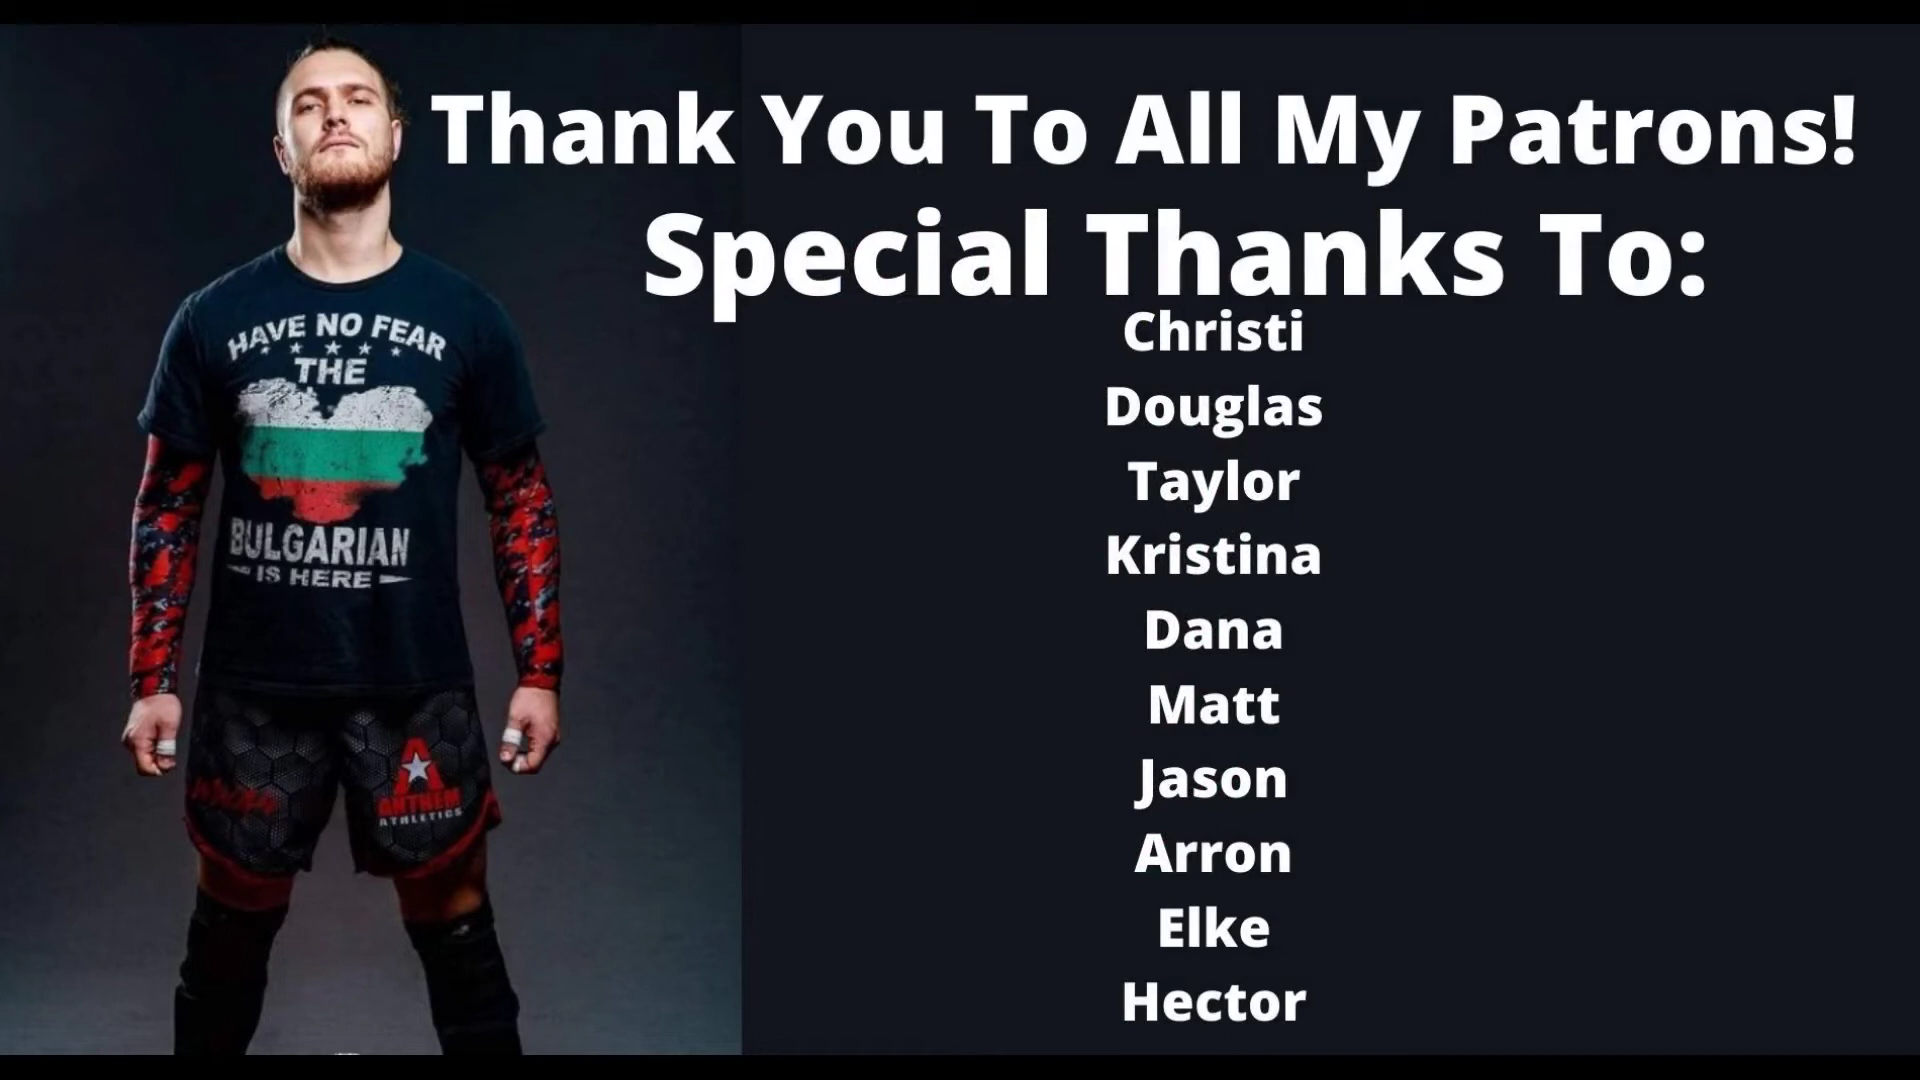 Thank You To All My Patrons!
Special Thanks To:
Christi
Douglas
Taylor
Kristina
Dana
Matt
Jason
Arron
Elke
Hector
HAVE NO FEAR
THE
BULGARIAN
IS HERE
ANTHEM
ATHLETICS